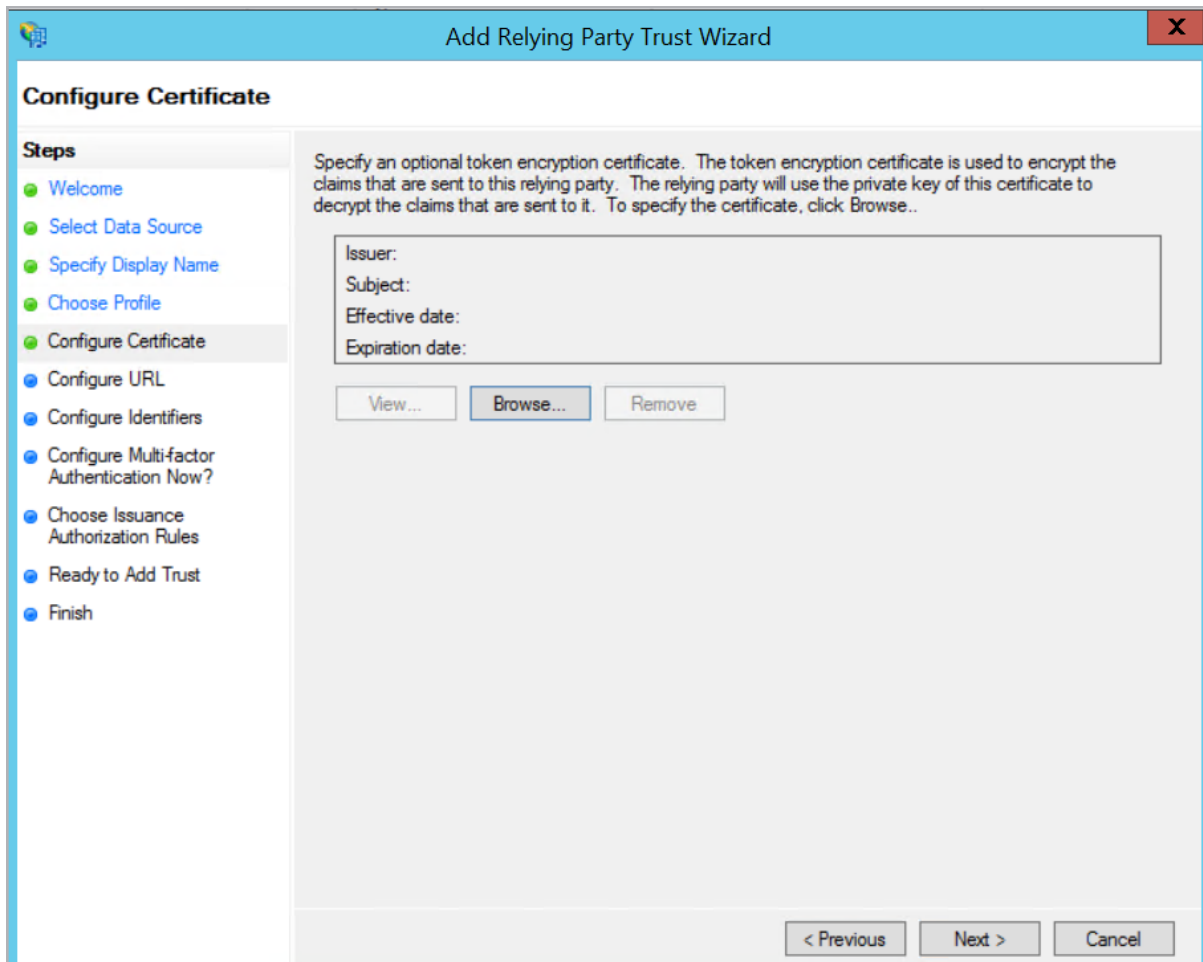 Add Relying Party Trust Wizard
X
Configure Certificate
Steps
Welcome
Select Data Source
Specify Display Name
Choose Profile
Configure Certificate
Configure URL
Configure Identifiers
Configure Multi-factor
Authentication Now?
Choose Issuance
Authorization Rules
Ready to Add Trust
Finish
Specify an optional token encryption certificate.  The token encryption certificate is used to encrypt the
claims that are sent to this relying party.  The relying party will use the private key of this certificate to
decrypt the claims that are sent to it.  To specify the certificate, click Browse..
Issuer:
Subject:
Effective date:
Expiration date:
View... Browse... Remove
< Previous Next > Cancel